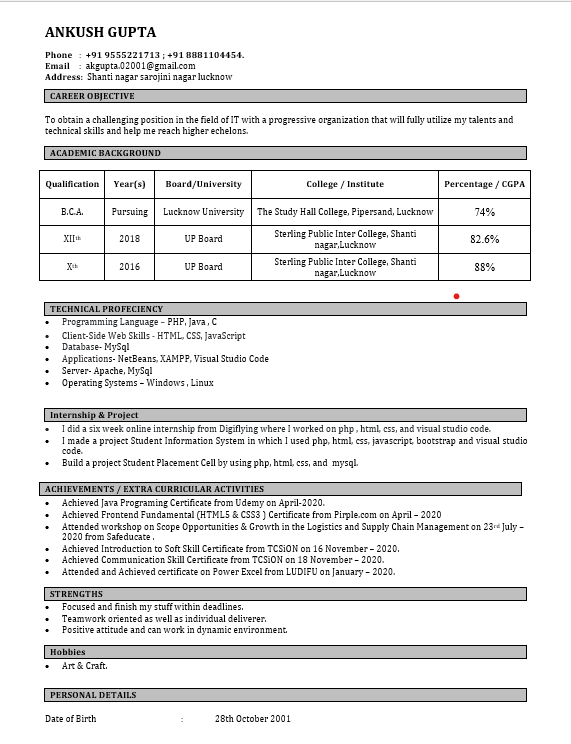 ANKUSH GUPTA
Phone : +91 9555221713 ; +91 8881104454.
Email : akgupta.02001@gmail.com
Address: Shanti nagar sarojini nagar lucknow
CAREER OBJECTIVE
To obtain a challenging position in the field of IT with a progressive organization that will fully utilize my talents and
technical skills and help me reach higher echelons.
ACADEMIC BACKGROUND
Qualification Year(s) Board/University College / Institute Percentage / CGPA
B.C.A. Pursuing Lucknow University The Study Hall College, Pipersand, Lucknow 74%
XIIth 2018 UP Board Sterling Public Inter College, Shanti
nagar,Lucknow 82.6%
Xth 2016 UP Board Sterling Public Inter College, Shanti
nagar,Lucknow 88%
TECHNICAL PROFECIENCY
• Programming Language – PHP, Java , C
• Client-Side Web Skills - HTML, CSS, JavaScript
• Database- MySql
• Applications- NetBeans, XAMPP, Visual Studio Code
• Server- Apache, MySql
• Operating Systems – Windows , Linux
Internship & Project
• I did a six week online internship from Digiflying where I worked on php , html, css, and visual studio code.
• I made a project Student Information System in which I used php, html, css, javascript, bootstrap and visual studio
code.
• Build a project Student Placement Cell by using php, html, css, and mysql.
ACHIEVEMENTS / EXTRA CURRICULAR ACTIVITIES
• Achieved Java Programing Certificate from Udemy on April-2020.
• Achieved Frontend Fundamental (HTML5 & CSS3 ) Certificate from Pirple.com on April – 2020
• Attended workshop on Scope Opportunities & Growth in the Logistics and Supply Chain Management on 23rd July –
2020 from Safeducate .
• Achieved Introduction to Soft Skill Certificate from TCSiON on 16 November – 2020.
• Achieved Communication Skill Certificate from TCSiON on 18 November – 2020.
• Attended and Achieved certificate on Power Excel from LUDIFU on January – 2020.
STRENGTHS
• Focused and finish my stuff within deadlines.
• Teamwork oriented as well as individual deliverer.
• Positive attitude and can work in dynamic environment.
Hobbies
• Art & Craft.
PERSONAL DETAILS
Date of Birth : 28th October 2001